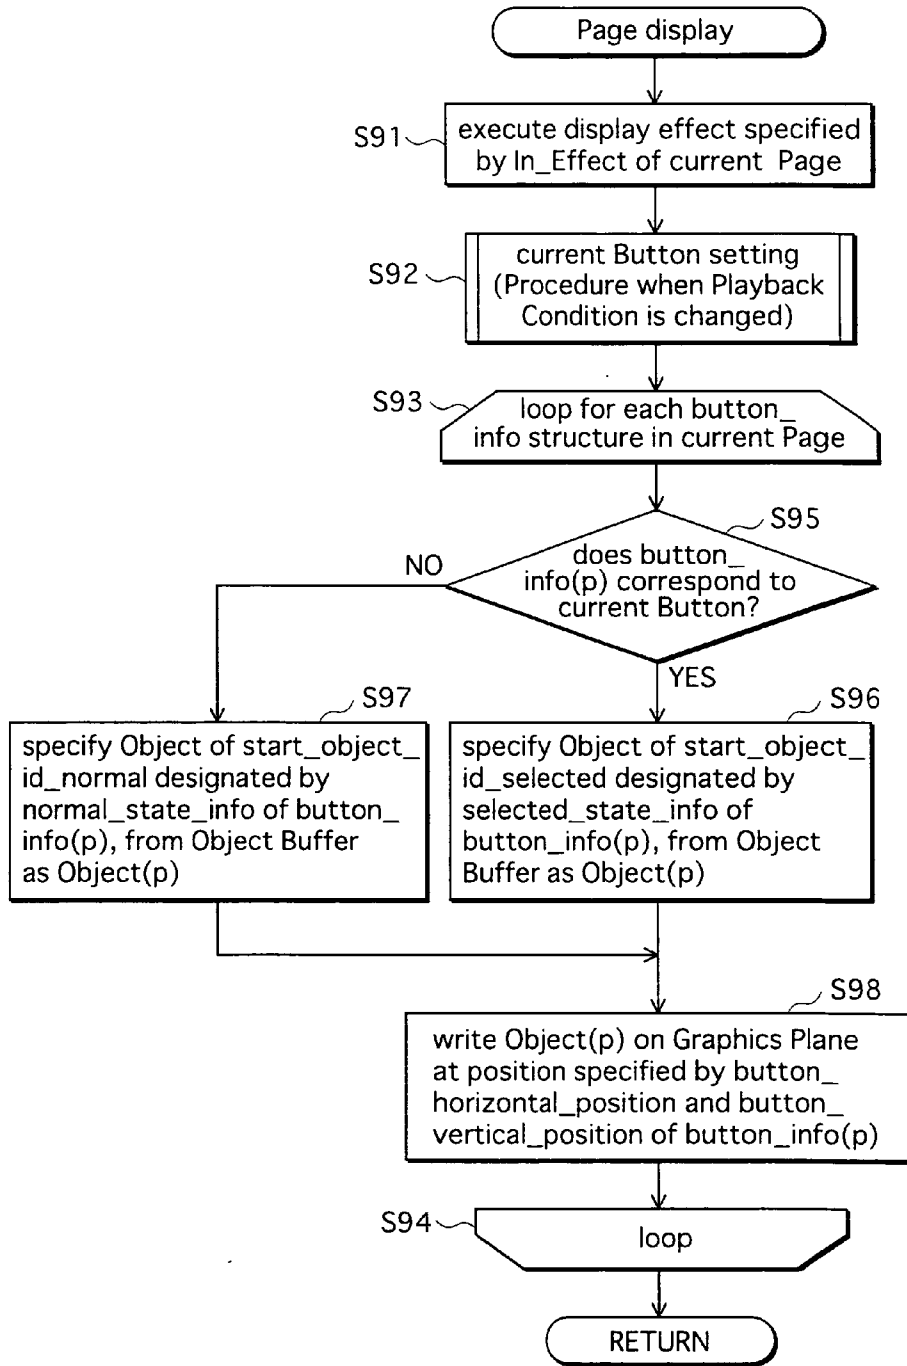 Page display
S91
execute display effect specified
by In_Effect of current Page
S92
current Button setting
(Procedure when Playback
Condition is changed)
S93
loop for each button_
info structure in current Page
S95
does button_
info(p) correspond to
current Button?
NO
YES
S97
specify Object of start_object_
id_normal designated by
normal_state_info of button_
info(p), from Object Buffer
as Object(p)
S96
specify Object of start_object_
id_selected designated by
selected_state_info of
button_info(p), from Object
Buffer as Object(p)
S98
write Object(p) on Graphics Plane
at position specified by button_
horizontal_position and button_
vertical_position of button_info(p)
S94
loop
RETURN